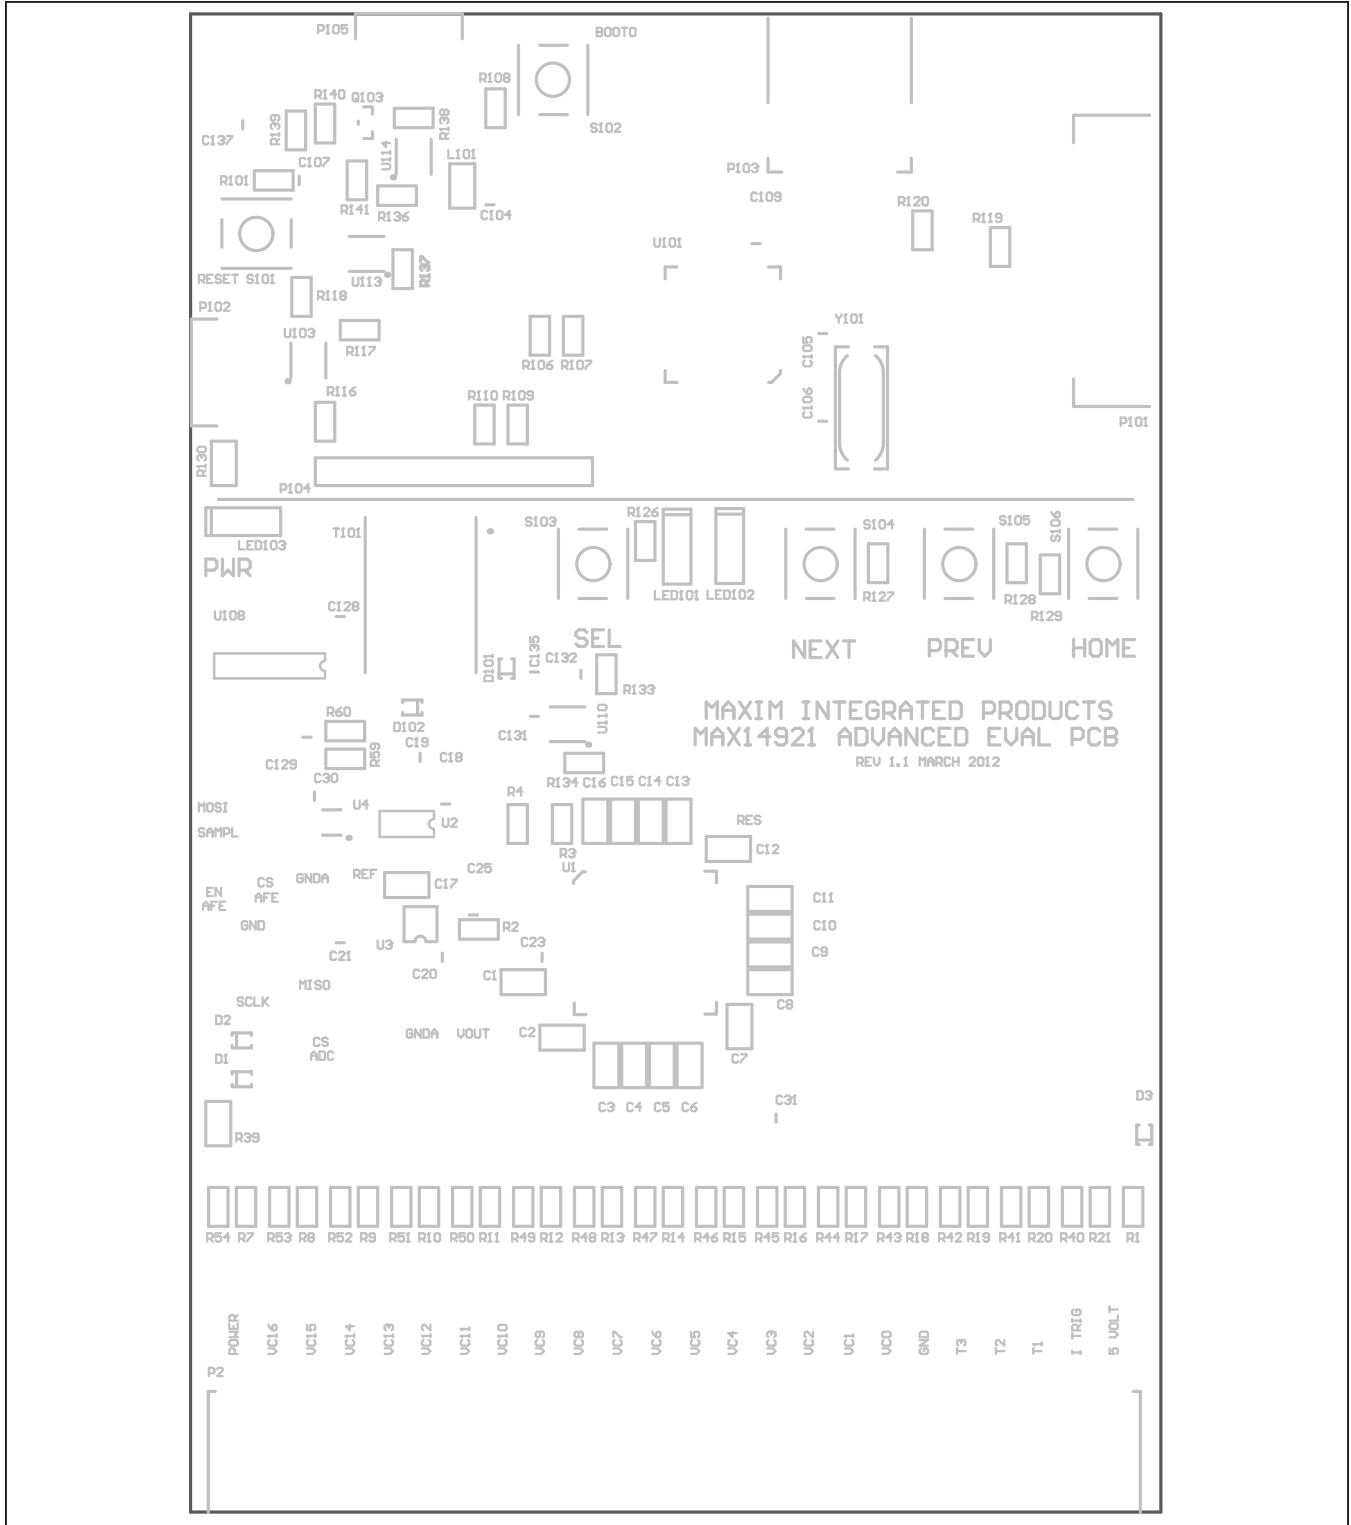 P105
BOOT0
R108
R140
Q103
R139
R138
C137
S102
U114
L101
C107
P103
R101
C109
R120
R141
R136
C104
R119
U101
RESET S101
U113
R137
R118
P102
Y101
U103
R117
C105
R106
R107
R116
R110
R109
C106
P101
R130
P104
R126
S103
S104
S105
S106
T101
LED103
PWR
LED101
LED102
R127
R128
R129
U108
C128
SEL
NEXT
PREV
HOME
D101
C135
C132
R133
R60
MAXIM INTEGRATED PRODUCTS
U110
D102
C131
MAX14921 ADVANCED EVAL PCB
C19
C18
R59
C129
REV 1.1 MARCH 2012
C30
R134
C16
C15
C14
C13
R4
MOSI
U4
U2
RES
SAMPL
C12
R3
U1
C25
REF
GNDA
CS
AFE
C17
EN
AFE
C11
GND
R2
C10
U3
C23
C21
C9
C20
C1
MISO
SCLK
C8
D2
GNDA
VOUT
C2
CS
ADC
D1
C7
D3
C31
C3
C4
C5
C6
R39
R54 R7 R53 R8 R52 R9 R51 R10 R50 R11 R49 R12 R48 R13 R47 R14 R46 R15 R45 R16 R44 R17 R43 R18 R42 R19 R41 R20 R40 R21 R1
POWER
VC16
VC15
VC14
VC13
VC12
VC11
VC10
VC9
VC8
VC7
VC6
VC5
VC4
VC3
VC2
VC1
VC0
GND
T3
T2
T1
I TRIG
5 VOLT
P2